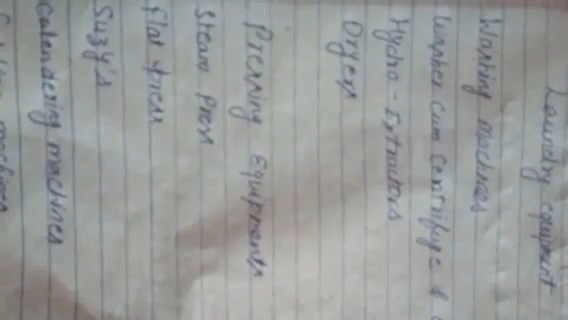 Laundry equipment
Washing machines
Washer cum centrifuge &
Hydro-Extractors
Dryers
Pressing Equipments
Steam Press
Flat press
Suzy's
Calendering machines
machines